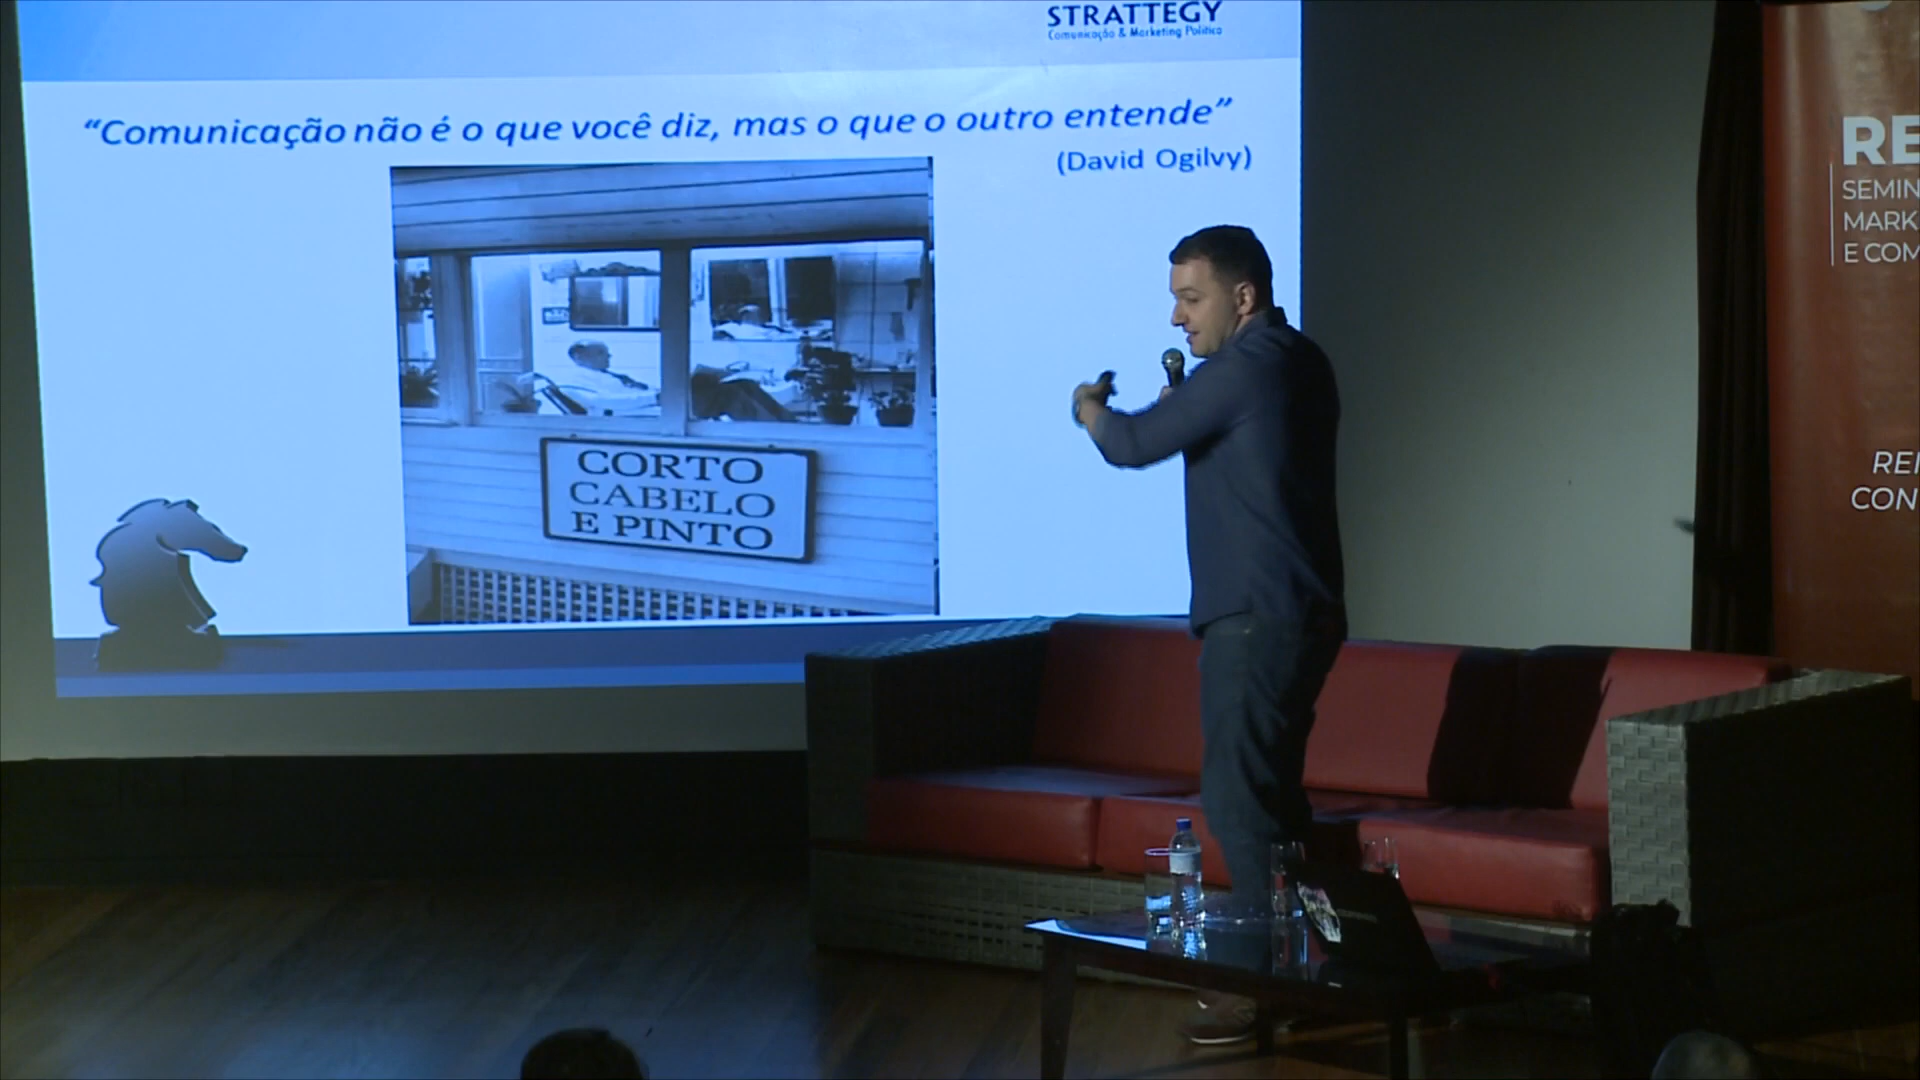 STRATTEGY
Comunicação & Marketing Político
“Comunicação não é o que você diz, mas o que o outro entende”
(David Ogilvy)
CORTO
CABELO
E PINTO
RE
SEMIN
MARK
E COM
REI
CON